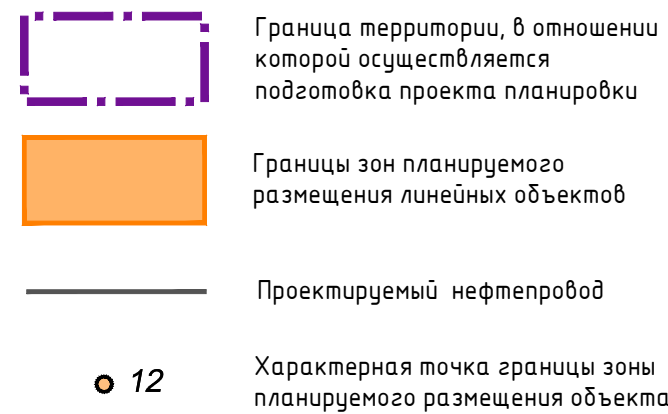 Граница территории, в отношении
которой осуществляется
подготовка проекта планировки
Границы зон планируемого
размещения линейных объектов
Проектируемый нефтепровод
12
Характерная точка границы зоны
планируемого размещения объекта